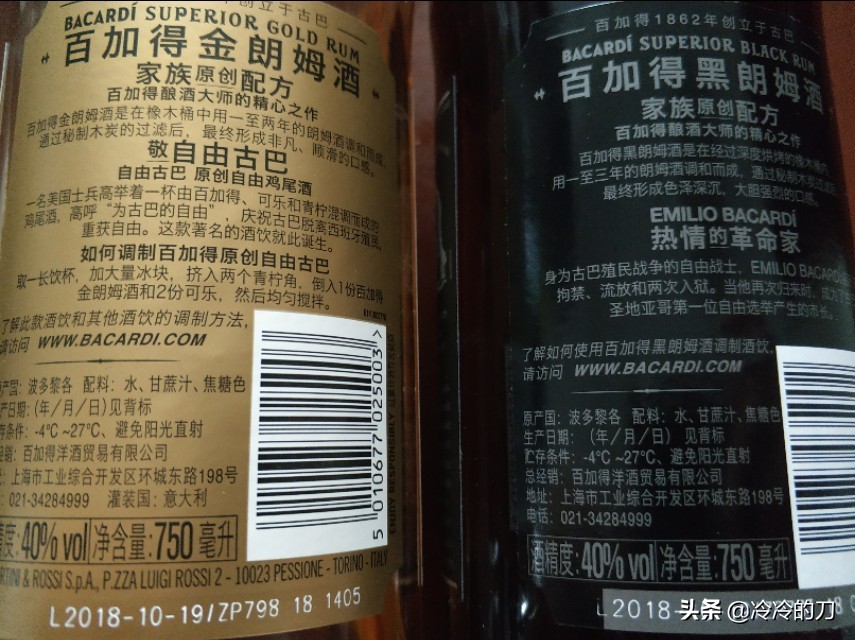 创立于古巴
BACARDÍ SUPERIOR GOLD RUM
百加得金朗姆酒
家族原创配方
百加得酿酒大师的精心之作
百加得金朗姆酒是在橡木桶中用一至两年的朗姆酒调和而成，
通过秘制木炭的过滤后，最终形成非凡、顺滑的口感。
敬自由古巴
自由古巴 原创自由鸡尾酒
一名美国士兵高举着一杯由百加得、可乐和青柠混调而成的
鸡尾酒，高呼“为古巴的自由”，庆祝古巴脱离西班牙殖民，
重获自由。这款著名的酒饮就此诞生。
如何调制百加得原创自由古巴
取一长饮杯，加大量冰块，挤入两个青柠角，倒入1份百加得
金朗姆酒和2份可乐，然后均匀搅拌。
了解此款酒饮和其他酒饮的调制方法，
请访问 WWW.BACARDI.COM
产国：波多黎各 配料：水、甘蔗汁、焦糖色
产日期：（年/月/日）见背标
存条件：-4℃ ~27℃、避免阳光直射
经销：百加得洋酒贸易有限公司
：上海市工业综合开发区环城东路198号
：021-34284999 灌装国：意大利
精度：40% vol 净含量：750 毫升
RTINI & ROSSI S.p.A., P.ZZA LUIGI ROSSI 2 - 10023 PESSIONE - TORINO - ITALY
L2018-10-19/ZP798 18 1405
5 010677 025003 >
ENJOY RESPONSIBLY
百加得1862年创立于古巴
BACARDÍ SUPERIOR BLACK RUM
百加得黑朗姆酒
家族原创配方
百加得酿酒大师的精心之作
百加得黑朗姆酒是在经过深度烘烤的橡木桶
用一至三年的朗姆酒调和而成，通过秘制木炭过滤
最终形成色泽深沉，大胆强烈的口感。
EMILIO BACARDÍ
热情的革命家
身为古巴殖民战争的自由战士，EMILIO BACARDÍ
拘禁、流放和两次入狱。当他再次归来时，成为了
圣地亚哥第一位自由选举产生的市长。
了解如何使用百加得黑朗姆酒调制酒饮，
请访问 WWW.BACARDI.COM
原产国：波多黎各 配料：水、甘蔗汁、焦糖色
生产日期：（年/月/日）见背标
贮存条件：-4℃ ~27℃、避免阳光直射
总经销：百加得洋酒贸易有限公司
地址：上海市工业综合开发区环城东路198号
电话：021-34284999
酒精度：40% vol 净含量：750 毫升
L2018-
头条 @冷冷的刀